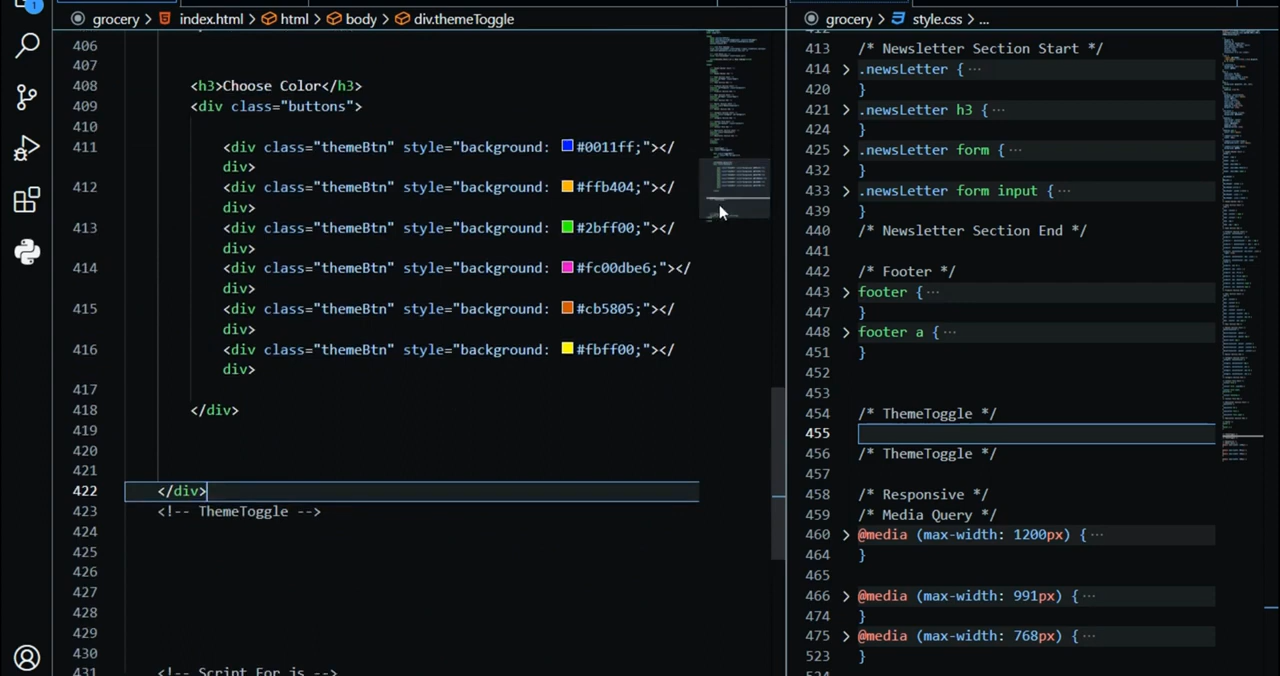 1
grocery > index.html > html > body > div.themeToggle
406
407
408 <h3>Choose Color</h3>
409 <div class="buttons">
410
411 <div class="themeBtn" style="background: #0011ff;"></
div>
412 <div class="themeBtn" style="background: #ffb404;"></
div>
413 <div class="themeBtn" style="background: #2bff00;"></
div>
414 <div class="themeBtn" style="background: #fc00dbe6;"></
div>
415 <div class="themeBtn" style="background: #cb5805;"></
div>
416 <div class="themeBtn" style="background: #fbff00;"></
div>
417
418 </div>
419
420
421
422 </div>
423 <!-- ThemeToggle -->
424
425
426
427
428
429
430
431 <!-- Script For js -->
grocery > style.css > ...
413 /* Newsletter Section Start */
414 .newsLetter { ...
420 }
421 .newsLetter h3 { ...
424 }
425 .newsLetter form { ...
432 }
433 .newsLetter form input { ...
439 }
440 /* Newsletter Section End */
441
442 /* Footer */
443 footer { ...
447 }
448 footer a { ...
451 }
452
453
454 /* ThemeToggle */
455
456 /* ThemeToggle */
457
458 /* Responsive */
459 /* Media Query */
460 @media (max-width: 1200px) { ...
464 }
465
466 @media (max-width: 991px) { ...
474 }
475 @media (max-width: 768px) { ...
523 }